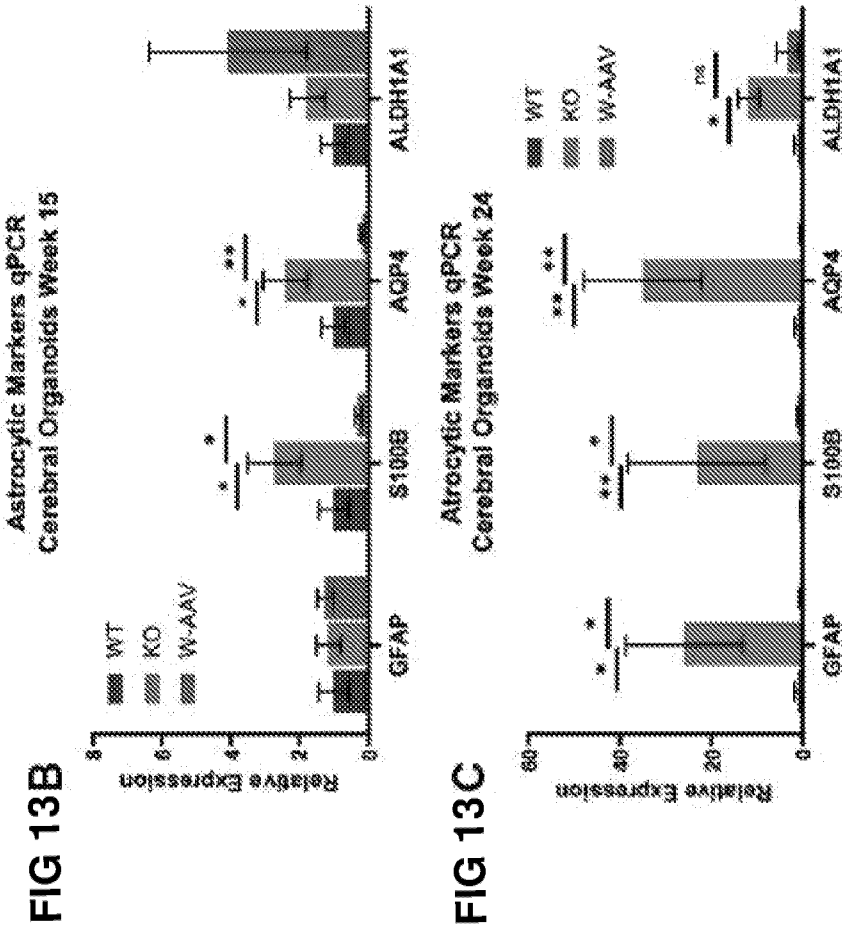 FIG 13B
Astrocytic Markers qPCR
Cerebral Organoids Week 15
WT
KO
W-AAV
Relative Expression
8
6
4
2
0
* *
* **
GFAP S100B AQP4 ALDH1A1
FIG 13C
Atrocytic Markers qPCR
Cerebral Organoids Week 24
WT
KO
W-AAV
Relative Expression
60
40
20
0
* *
** *
** **
* ns
GFAP S100B AQP4 ALDH1A1